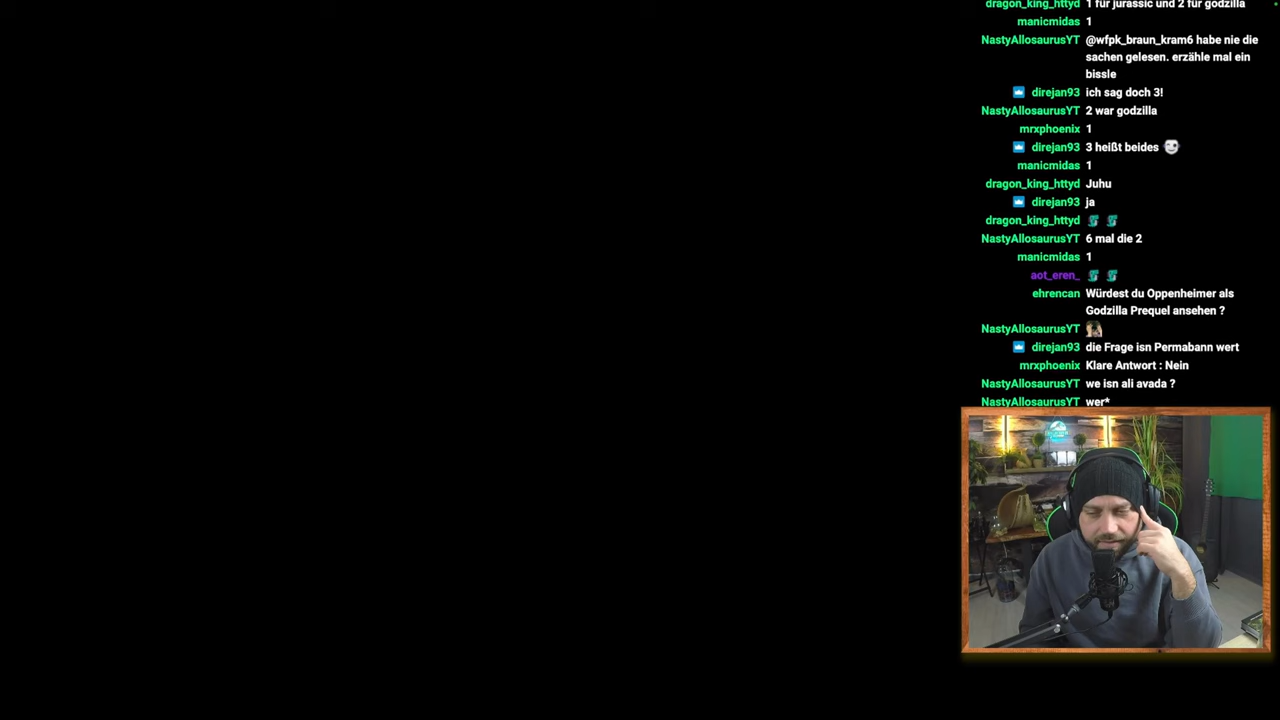 dragon_king_httyd 1 für jurassic und 2 für godzilla
manicmidas 1
NastyAllosaurusYT @wfpk_braun_kram6 habe nie die
sachen gelesen. erzähle mal ein
bissle
direjan93 ich sag doch 3!
NastyAllosaurusYT 2 war godzilla
mrxphoenix 1
direjan93 3 heißt beides
manicmidas 1
dragon_king_httyd Juhu
direjan93 ja
dragon_king_httyd
NastyAllosaurusYT 6 mal die 2
manicmidas 1
aot_eren_
ehrencan Würdest du Oppenheimer als
Godzilla Prequel ansehen ?
NastyAllosaurusYT
direjan93 die Frage isn Permabann wert
mrxphoenix Klare Antwort : Nein
NastyAllosaurusYT we isn ali avada ?
NastyAllosaurusYT wer*